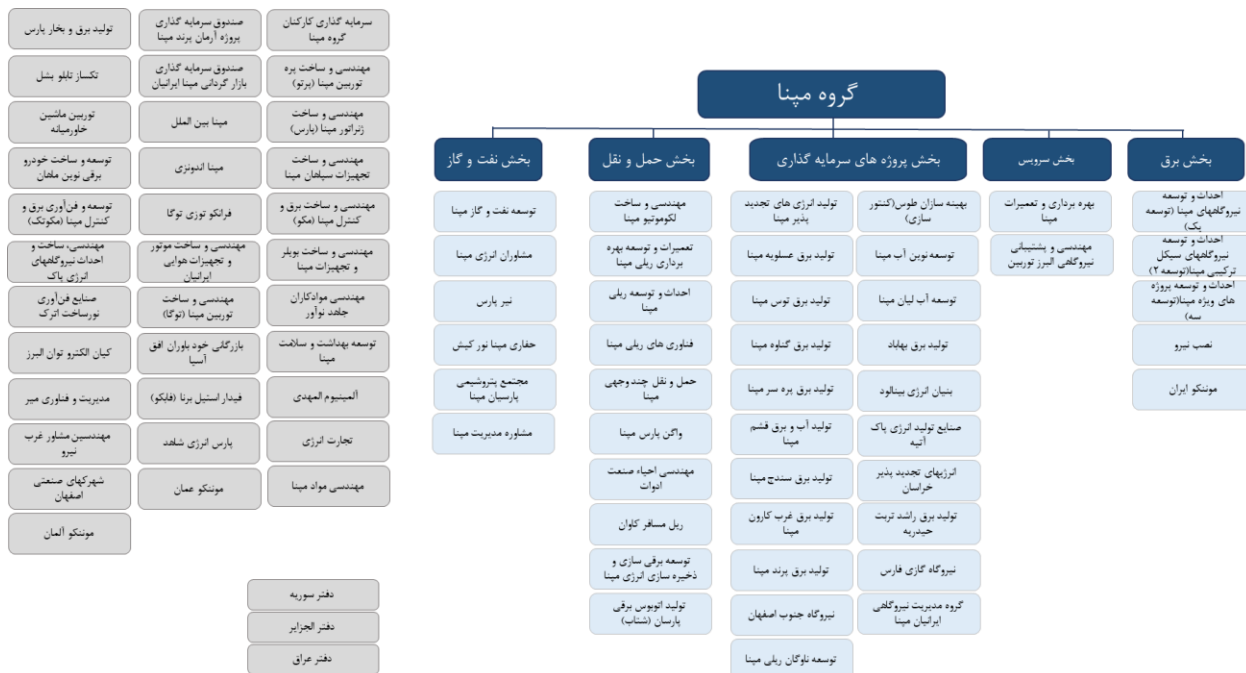 گروه مپنا
بخش برق
احداث و توسعه
نیروگاههای مپنا (توسعه
یک)
احداث و توسعه
نیروگاههای سیکل
ترکیبی مپنا(توسعه ۲)
احداث و توسعه پروژه
های ویژه مپنا(توسعه
سه)
نصب نیرو
موننکو ایران
بخش سرویس
بهره برداری و تعمیرات
مپنا
مهندسی و پشتیبانی
نیروگاهی البرز توربین
بخش پروژه های سرمایه گذاری
بهینه سازان طوس(کنتور
سازی)
توسعه نوین آب مپنا
توسعه آب لیان مپنا
تولید برق بهاباد
بنیان انرژی بینالود
صنایع تولید انرژی پاک
آتیه
انرژیهای تجدید پذیر
خراسان
تولید برق راشد تربت
حیدریه
نیروگاه گازی فارس
گروه مدیریت نیروگاهی
ایرانیان مپنا
تولید انرژی های تجدید
پذیر مپنا
تولید برق عسلویه مپنا
تولید برق توس مپنا
تولید برق گناوه مپنا
تولید برق پره سر مپنا
تولید آب و برق قشم
مپنا
تولید برق سنندج مپنا
تولید برق غرب کارون
مپنا
تولید برق پرند مپنا
نیروگاه جنوب اصفهان
توسعه ناوگان ریلی مپنا
بخش حمل و نقل
مهندسی و ساخت
لکوموتیو مپنا
تعمیرات و توسعه بهره
برداری ریلی مپنا
احداث و توسعه ریلی
مپنا
فناوری های ریلی مپنا
حمل و نقل چند وجهی
مپنا
واگن پارس مپنا
مهندسی احیاء صنعت
ادوات
ریل مسافر کاوان
توسعه برقی سازی و
ذخیره سازی انرژی مپنا
تولید اتوبوس برقی
پارسان (شتاب)
بخش نفت و گاز
توسعه نفت و گاز مپنا
مشاوران انرژی مپنا
نیر پارس
حفاری مپنا نور کیش
مجتمع پتروشیمی
پارسیان مپنا
مشاوره مدیریت مپنا
سرمایه گذاری کارکنان
گروه مپنا
مهندسی و ساخت پره
توربین مپنا (پرتو)
مهندسی و ساخت
ژنراتور مپنا (پارس)
مهندسی و ساخت
تجهیزات سپاهان مپنا
مهندسی و ساخت برق و
کنترل مپنا (مکو)
مهندسی و ساخت بویلر
و تجهیزات مپنا
مهندسی موادکاران
جاهد نوآور
توسعه بهداشت و سلامت
مپنا
آلمینیوم المهدی
تجارت انرژی
مهندسی مواد مپنا
صندوق سرمایه گذاری
پروژه آرمان پرند مپنا
صندوق سرمایه گذاری
بازار گردانی مپنا ایرانیان
مپنا بین الملل
مپنا اندونزی
فرانکو توزی توگا
مهندسی و ساخت موتور
و تجهیزات هوایی
ایرانیان
مهندسی و ساخت
توربین مپنا (توگا)
بازرگانی خود باوران افق
آسیا
فیدار استیل برنا (فابکو)
پارس انرژی شاهد
موننکو عمان
تولید برق و بخار پارس
تکساز تابلو بشل
توربین ماشین
خاورمیانه
توسعه و ساخت خودرو
برقی نوین ماهان
توسعه و فن‌آوری برق و
کنترل مپنا (مکوتک)
مهندسی، ساخت و
احداث نیروگاههای
انرژی پاک
صنایع فن‌آوری
نورساخت اترک
کیان الکترو توان البرز
مدیریت و فناوری میر
مهندسین مشاور غرب
نیرو
شهرکهای صنعتی
اصفهان
موننکو آلمان
دفتر سوریه
دفتر الجزایر
دفتر عراق